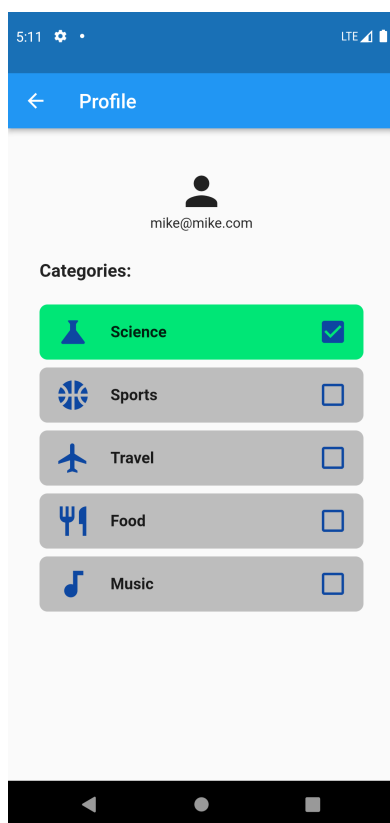 5:11 LTE
Profile
mike@mike.com
Categories:
Science
Sports
Travel
Food
Music